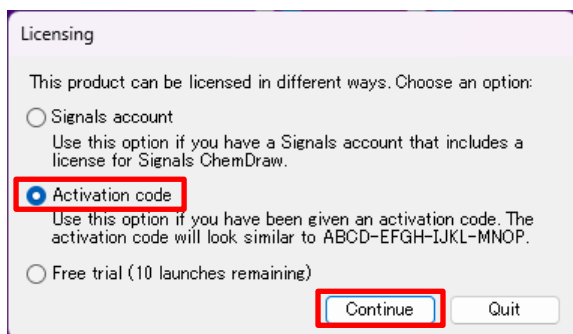 Licensing
This product can be licensed in different ways. Choose an option:
Signals account
Use this option if you have a Signals account that includes a
license for Signals ChemDraw.
Activation code
Use this option if you have been given an activation code. The
activation code will look similar to ABCD-EFGH-IJKL-MNOP.
Free trial (10 launches remaining)
Continue Quit